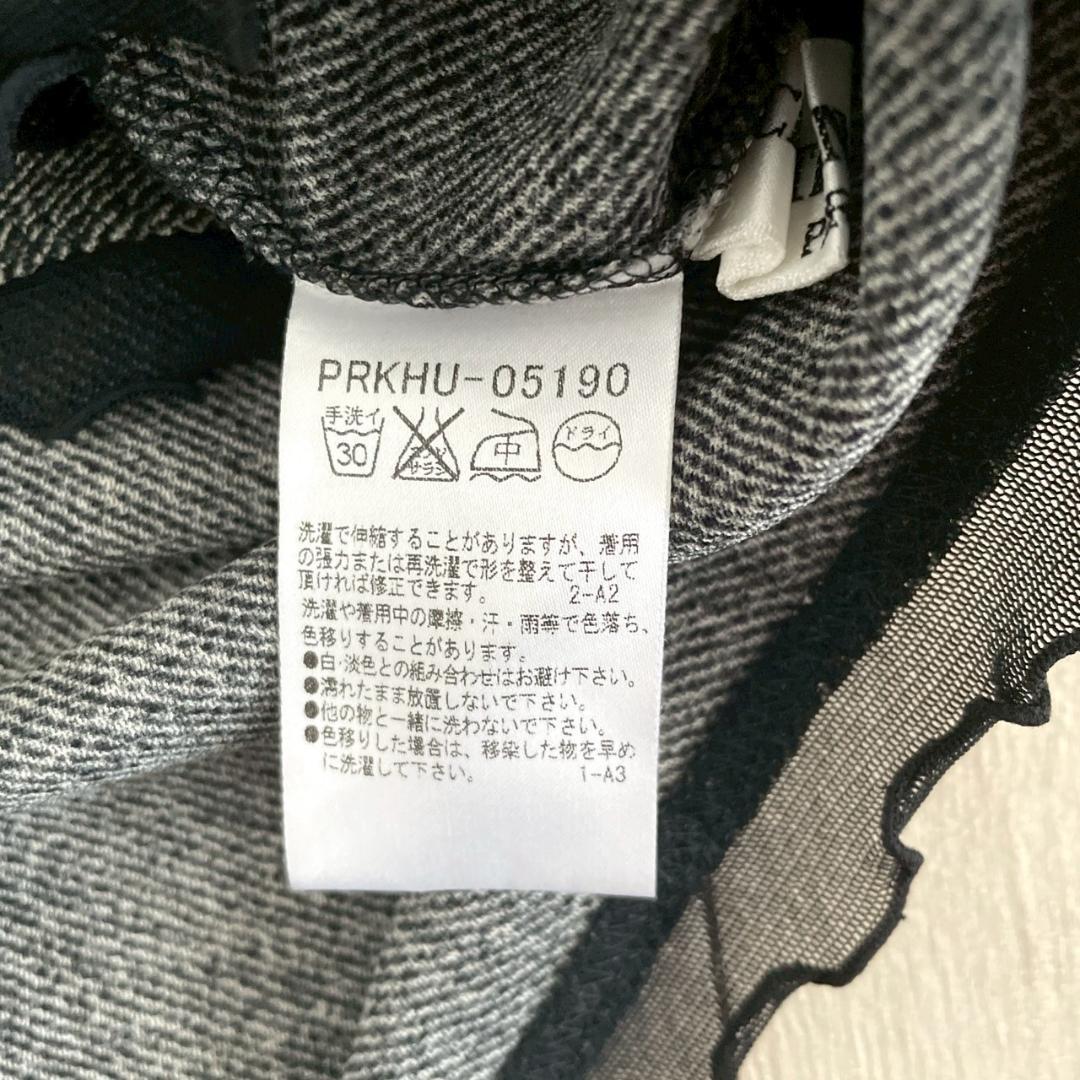 PRKHU-05190
手洗イ
30
エンソサラシ
中
ドライ
洗濯で伸縮することがありますが、着用
の張力または再洗濯で形を整えて干して
頂ければ修正できます。 2-A2
洗濯や着用中の摩擦・汗・雨等で色落ち、
色移りすることがあります。
●白・淡色との組み合わせはお避け下さい。
●濡れたまま放置しないで下さい。
●他の物と一緒に洗わないで下さい。
●色移りした場合は、移染した物を早め
に洗濯して下さい。 1-A3